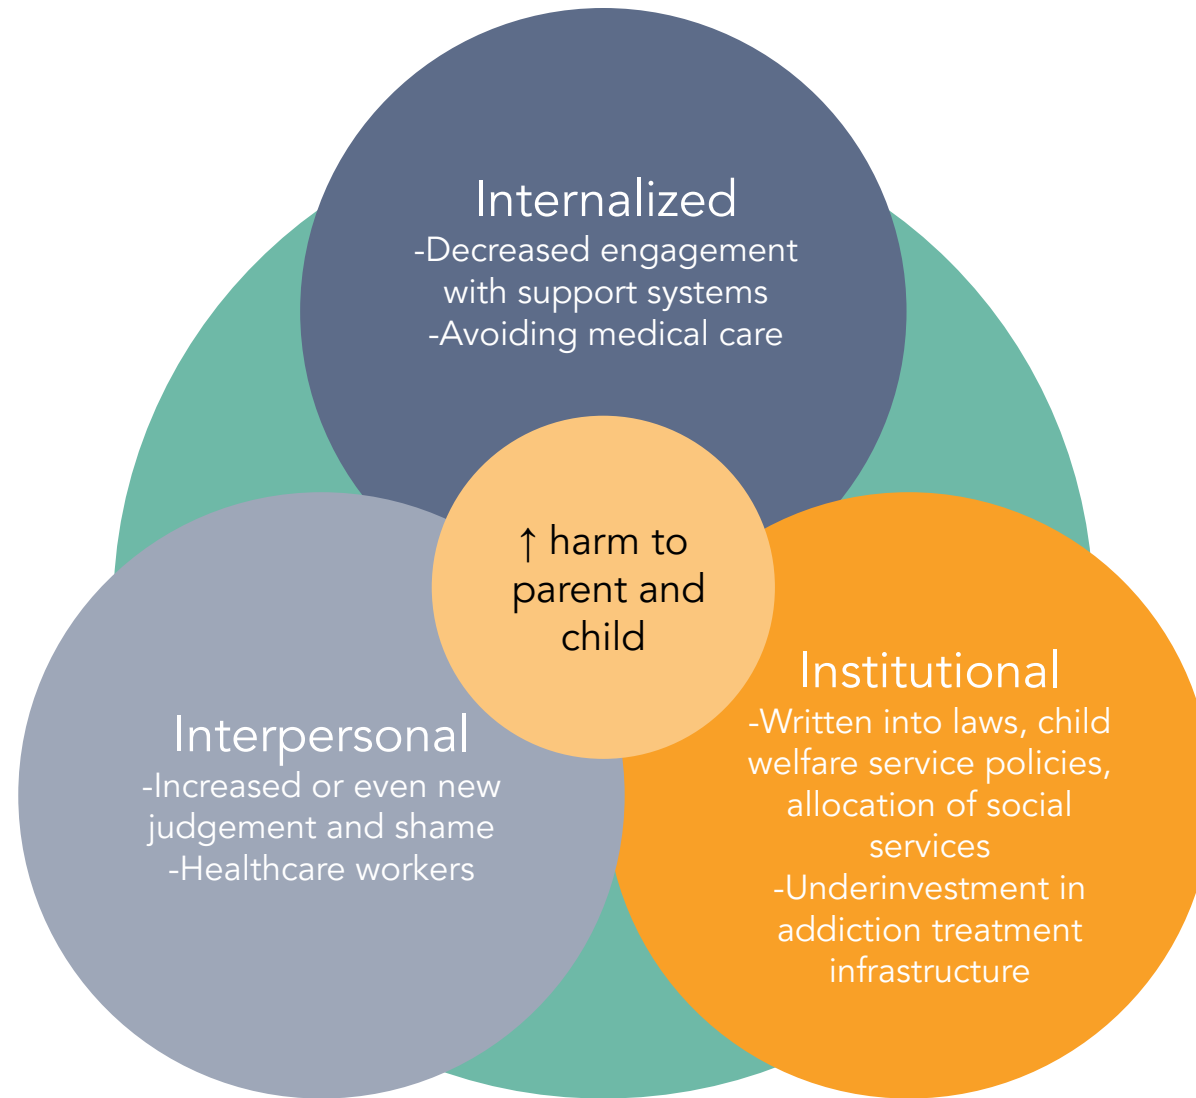 Internalized
-Decreased engagement
with support systems
-Avoiding medical care
↑ harm to
parent and
child
Interpersonal
-Increased or even new
judgement and shame
-Healthcare workers
Institutional
-Written into laws, child
welfare service policies,
allocation of social
services
-Underinvestment in
addiction treatment
infrastructure